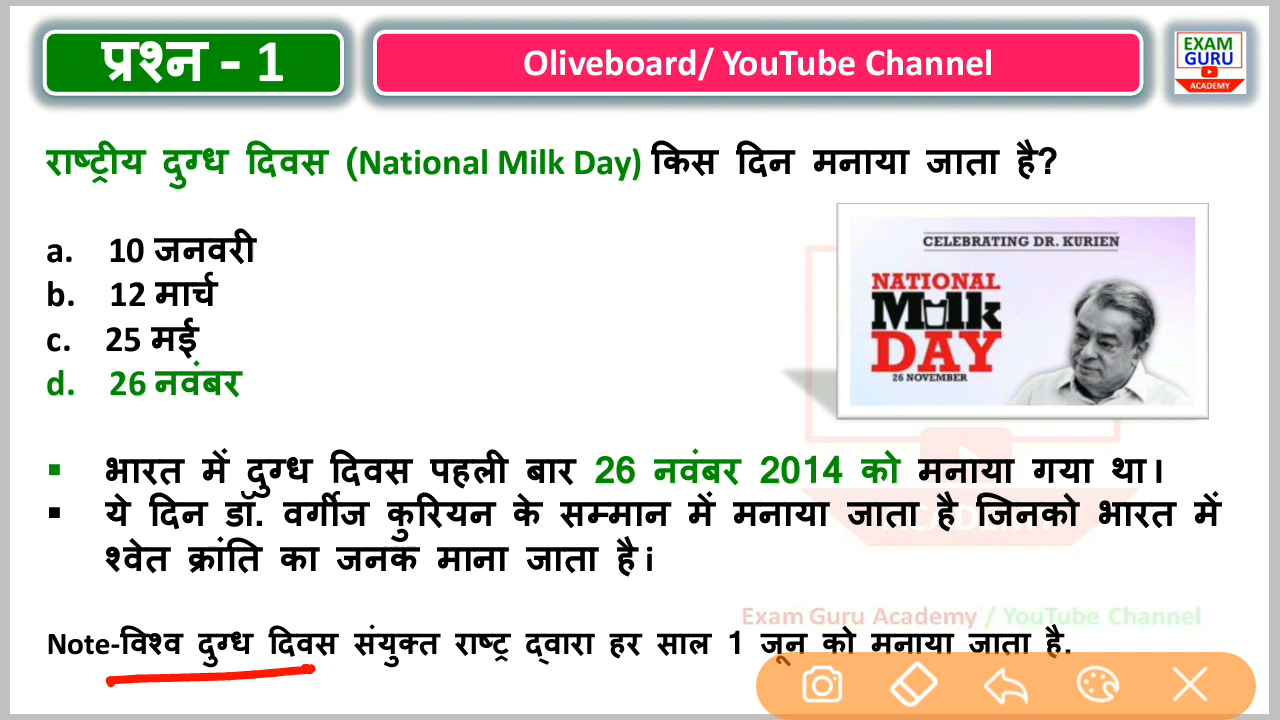 प्रश्न - 1
Oliveboard/ YouTube Channel
EXAM
GURU
ACADEMY
राष्ट्रीय दुग्ध दिवस (National Milk Day) किस दिन मनाया जाता है?
a. 10 जनवरी
b. 12 मार्च
c. 25 मई
d. 26 नवंबर
CELEBRATING DR. KURIEN
NATIONAL
Milk
DAY
26 NOVEMBER
▪ भारत में दुग्ध दिवस पहली बार 26 नवंबर 2014 को मनाया गया था।
▪ ये दिन डॉ. वर्गीज कुरियन के सम्मान में मनाया जाता है जिनको भारत में
श्वेत क्रांति का जनक माना जाता है i
ACADEMY
Exam Guru Academy / YouTube Channel
Note-विश्व दुग्ध दिवस संयुक्त राष्ट्र द्वारा हर साल 1 जून को मनाया जाता है.